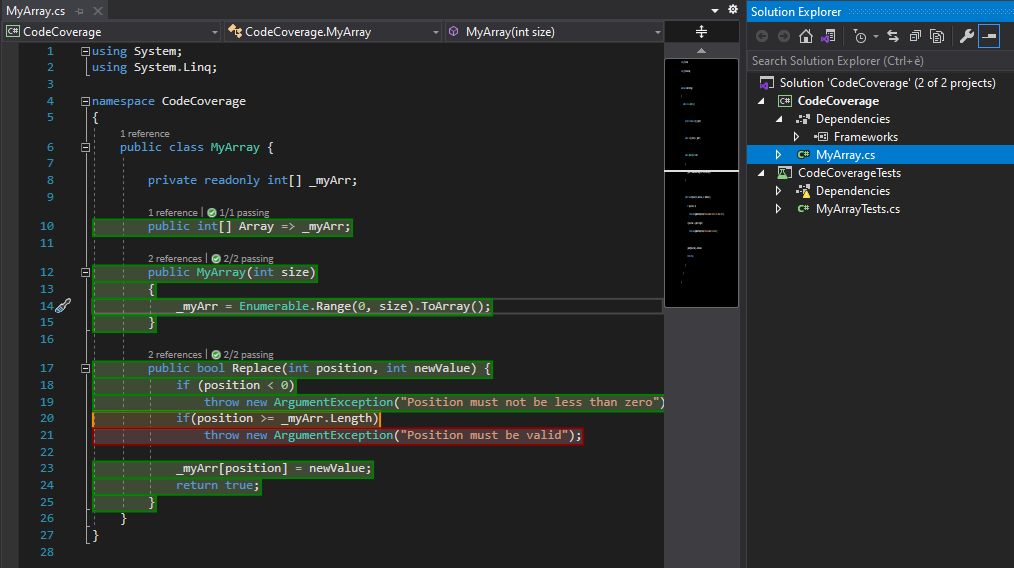 MyArray.cs
CodeCoverage
CodeCoverage.MyArray
MyArray(int size)
1 using System;
2 using System.Linq;
3
4 namespace CodeCoverage
5 {
1 reference
6 public class MyArray {
7
8 private readonly int[] _myArr;
9
1 reference | 1/1 passing
10 public int[] Array => _myArr;
11
2 references | 2/2 passing
12 public MyArray(int size)
13 {
14 _myArr = Enumerable.Range(0, size).ToArray();
15 }
16
2 references | 2/2 passing
17 public bool Replace(int position, int newValue) {
18 if (position < 0)
19 throw new ArgumentException("Position must not be less than zero")
20 if(position >= _myArr.Length)
21 throw new ArgumentException("Position must be valid");
22
23 _myArr[position] = newValue;
24 return true;
25 }
26 }
27 }
28
Solution Explorer
Search Solution Explorer (Ctrl+è)
Solution 'CodeCoverage' (2 of 2 projects)
C# CodeCoverage
Dependencies
Frameworks
C# MyArray.cs
CodeCoverageTests
Dependencies
C# MyArrayTests.cs